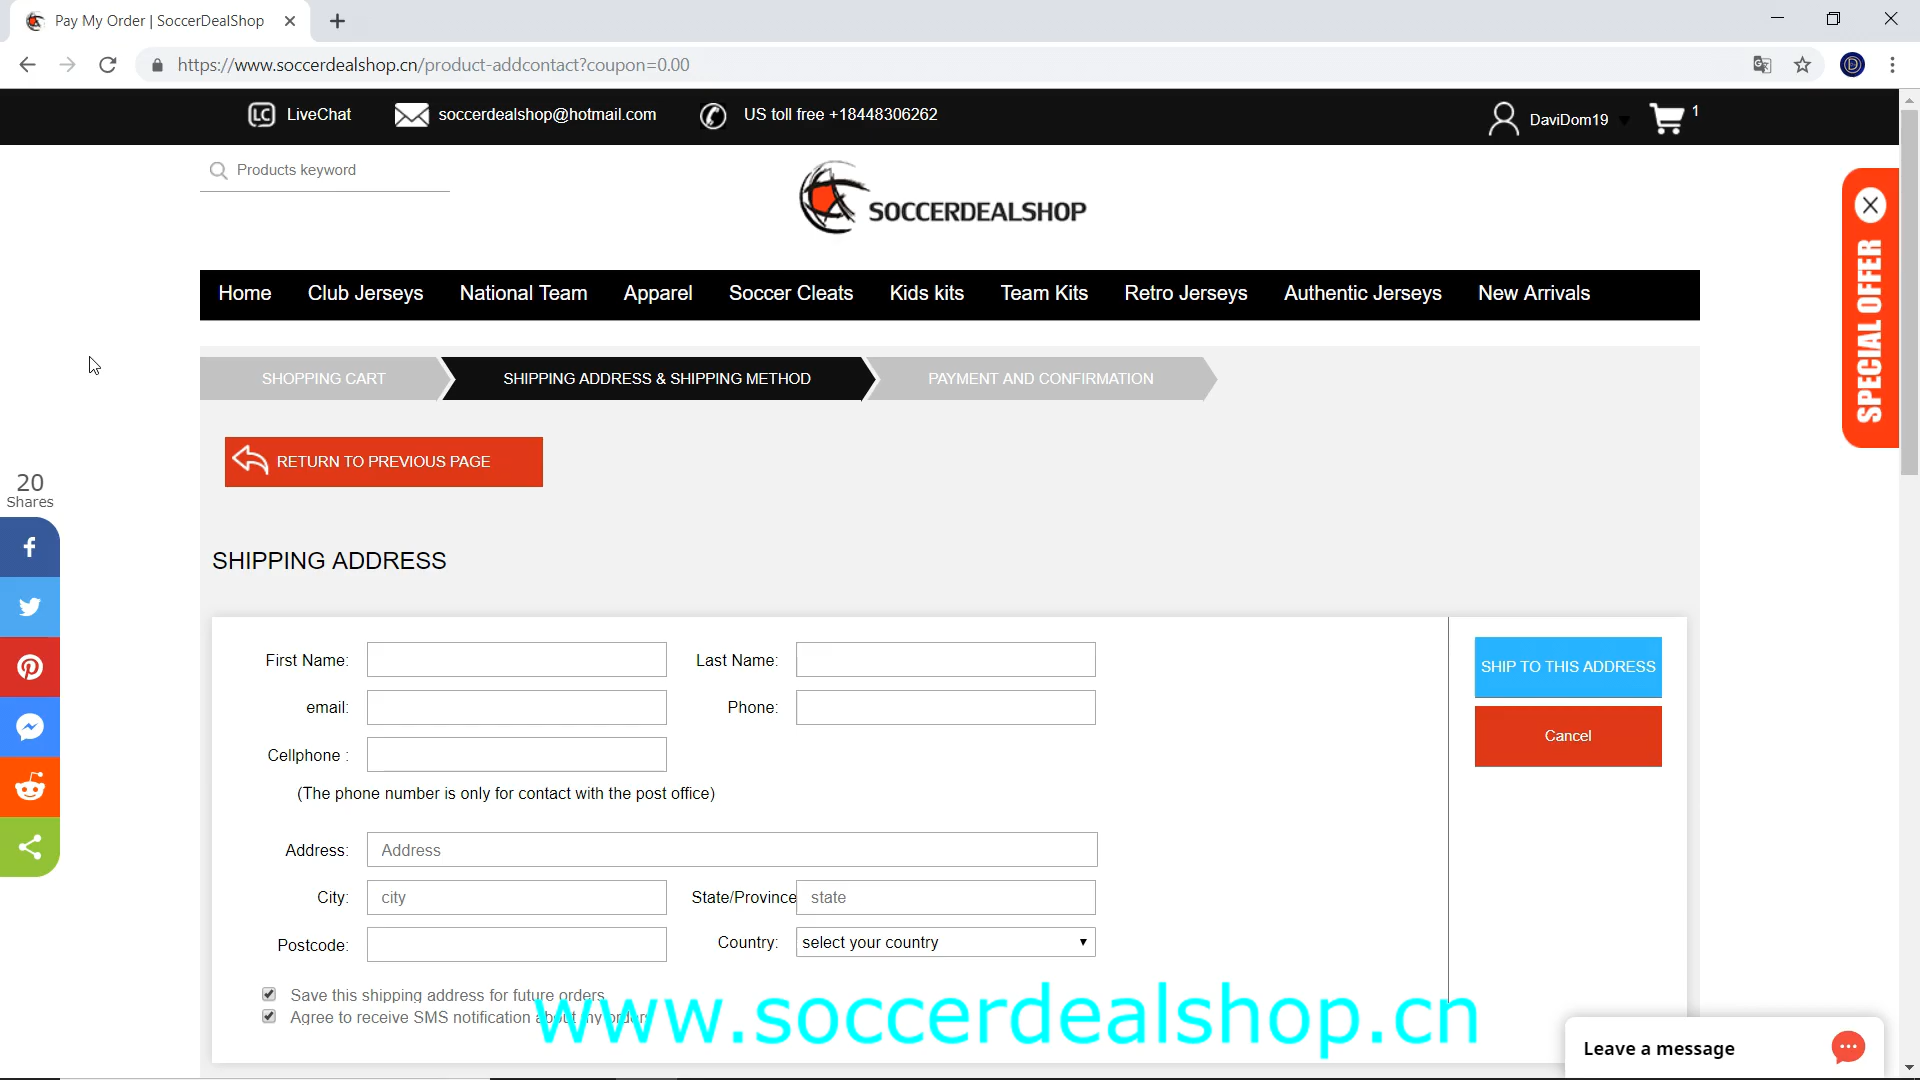 Pay My Order | SoccerDealShop
https://www.soccerdealshop.cn/product-addcontact?coupon=0.00
LC LiveChat soccerdealshop@hotmail.com US toll free +18448306262 DaviDom19 1
Products keyword
SOCCERDEALSHOP
SPECIAL OFFER
Home Club Jerseys National Team Apparel Soccer Cleats Kids kits Team Kits Retro Jerseys Authentic Jerseys New Arrivals
SHOPPING CART SHIPPING ADDRESS & SHIPPING METHOD PAYMENT AND CONFIRMATION
RETURN TO PREVIOUS PAGE
20
Shares
SHIPPING ADDRESS
First Name: Last Name: SHIP TO THIS ADDRESS
email: Phone: Cancel
Cellphone :
(The phone number is only for contact with the post office)
Address: Address
City: city State/Province state
Postcode: Country: select your country
Save this shipping address for future orders
Agree to receive SMS notification about my orders
www.soccerdealshop.cn
Leave a message